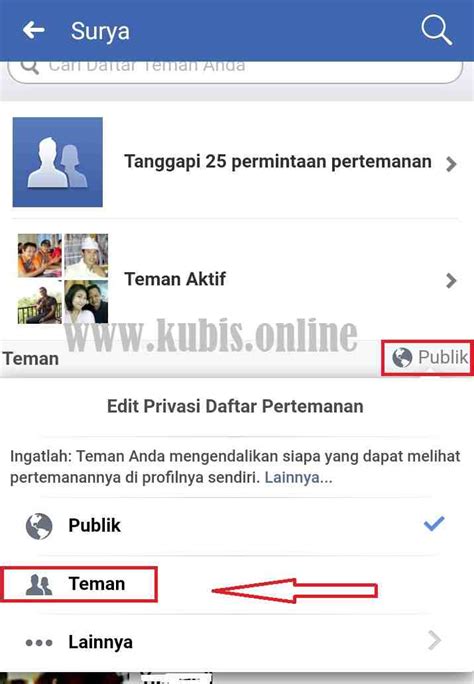 Surya
Cari Daftar Teman Anda
Tanggapi 25 permintaan pertemanan
Teman Aktif
www.kubis.online
Teman
Publik
Edit Privasi Daftar Pertemanan
Ingatlah: Teman Anda mengendalikan siapa yang dapat melihat
pertemanannya di profilnya sendiri. Lainnya...
Publik
Teman
Lainnya